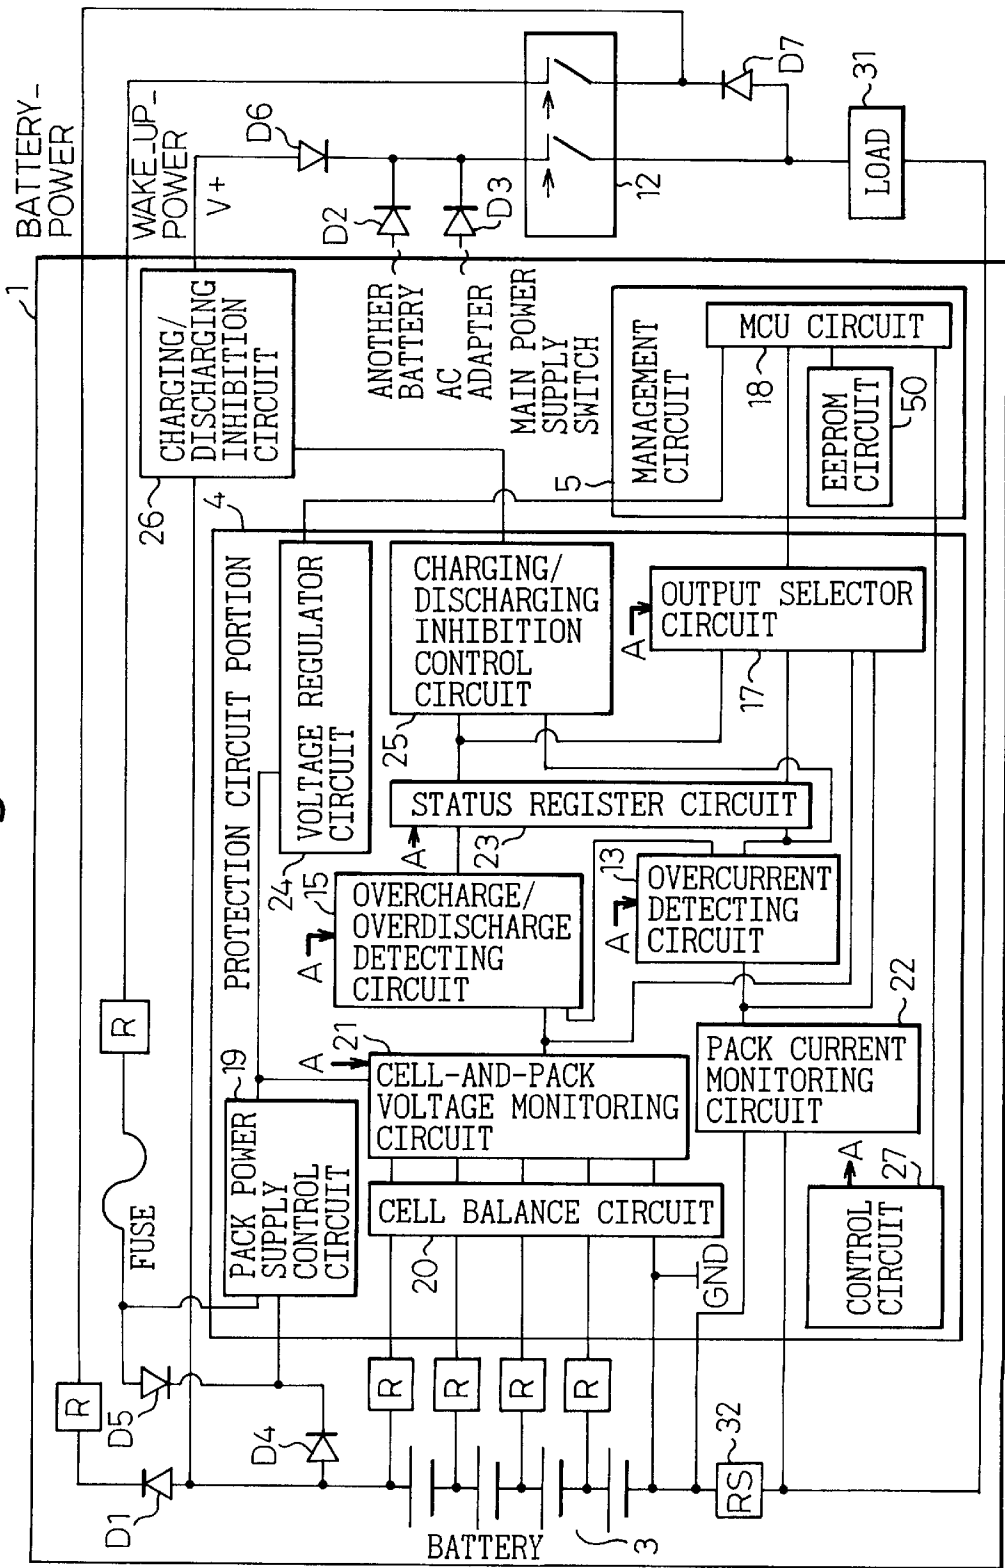 1
BATTERY_
POWER
WAKE_UP_
POWER
V+
D6
D2
D3
D7
12
31
LOAD
ANOTHER
BATTERY
AC
ADAPTER
MAIN POWER
SUPPLY
SWITCH
26
CHARGING/
DISCHARGING
INHIBITION
CIRCUIT
5
MANAGEMENT
CIRCUIT
18
MCU CIRCUIT
EEPROM
CIRCUIT
50
4
PROTECTION CIRCUIT PORTION
24
VOLTAGE REGULATOR
CIRCUIT
25
CHARGING/
DISCHARGING
INHIBITION
CONTROL
CIRCUIT
A
OUTPUT SELECTOR
CIRCUIT
17
A
STATUS REGISTER CIRCUIT
23
15
A
OVERCHARGE/
OVERDISCHARGE
DETECTING
CIRCUIT
13
A
OVERCURRENT
DETECTING
CIRCUIT
R
FUSE
19
PACK POWER
SUPPLY
CONTROL
CIRCUIT
21
A
CELL-AND-PACK
VOLTAGE MONITORING
CIRCUIT
22
PACK CURRENT
MONITORING
CIRCUIT
20
CELL BALANCE CIRCUIT
GND
A
27
CONTROL
CIRCUIT
R
D5
D4
D1
R
R
R
R
BATTERY
3
32
RS